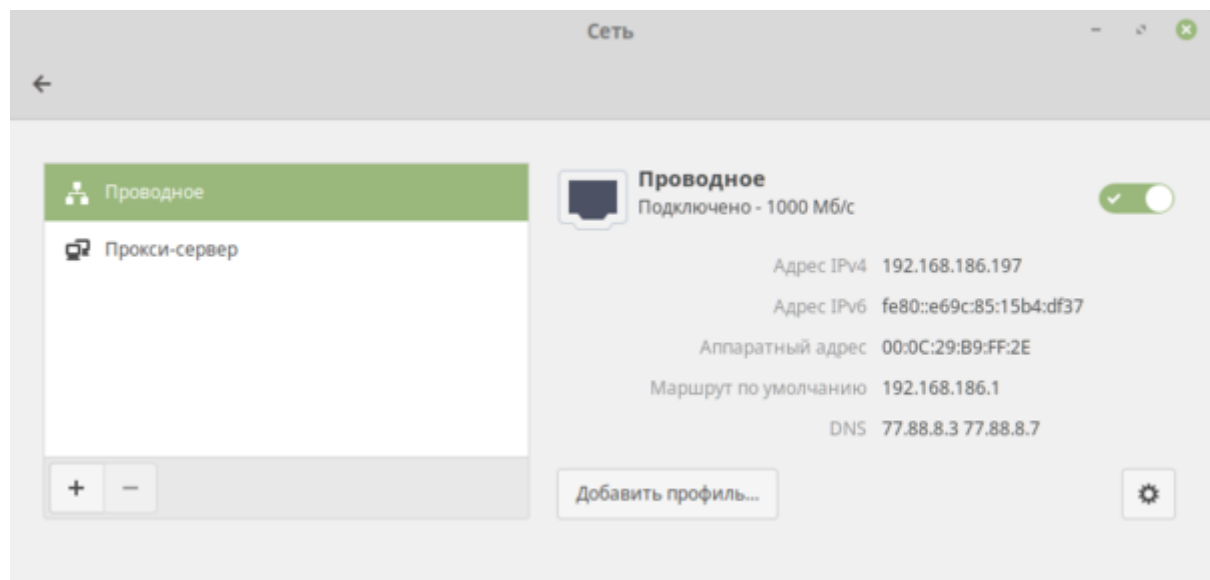 Сеть
Проводное
Прокси-сервер
Проводное
Подключено - 1000 Мб/с
Адрес IPv4 192.168.186.197
Адрес IPv6 fe80::e69c:85:15b4:df37
Аппаратный адрес 00:0C:29:B9:FF:2E
Маршрут по умолчанию 192.168.186.1
DNS 77.88.8.3 77.88.8.7
Добавить профиль...